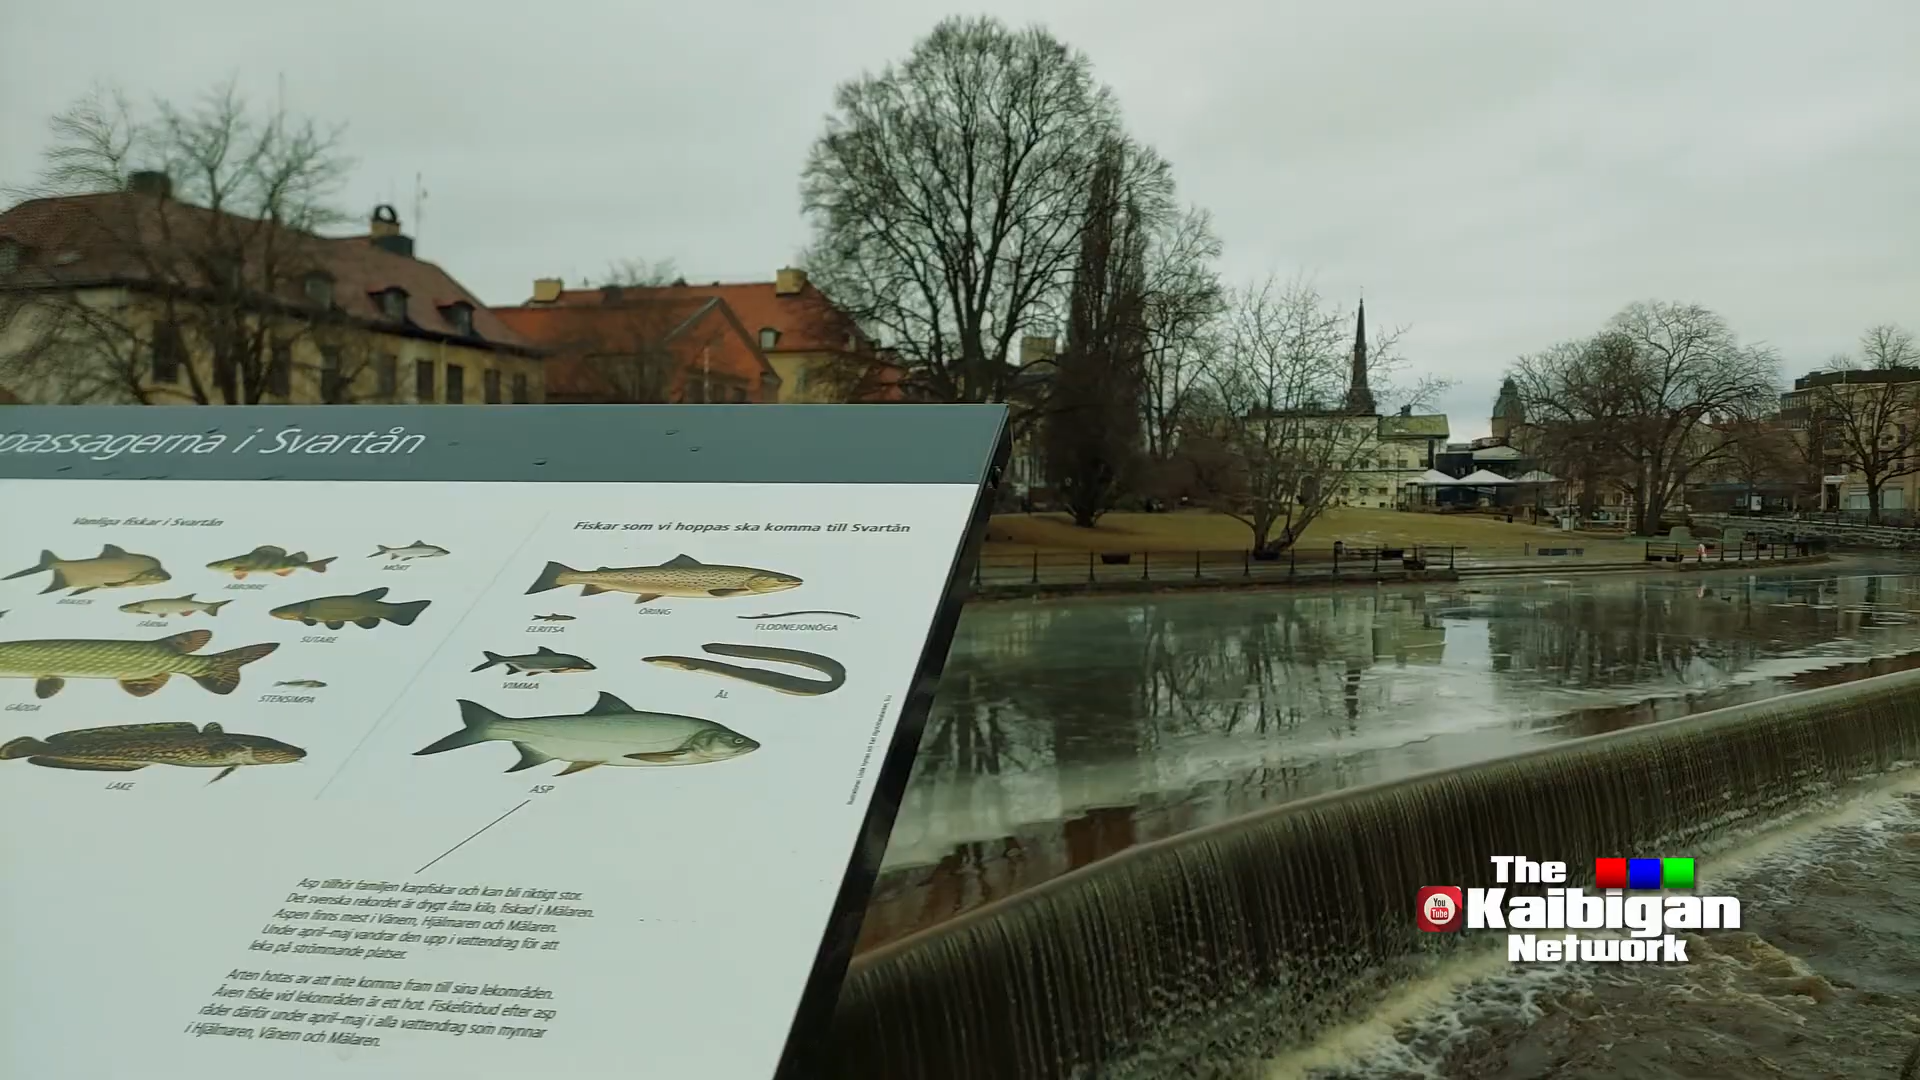 passagerna i Svartån
Vanliga fiskar i Svartån
BRAXEN
ABBORRE
MÖRT
FÄRNA
SUTARE
GÄDDA
STENSIMPA
LAKE
Fiskar som vi hoppas ska komma till Svartån
ÖRING
ELRITSA
FLODNEJONÖGA
VIMMA
ÅL
ASP
Asp tillhör familjen karpfiskar och kan bli riktigt stor.
Det svenska rekordet är drygt åtta kilo, fiskad i Mälaren.
Aspen finns mest i Vänern, Hjälmaren och Mälaren.
Under april–maj vandrar den upp i vattendrag för att
leka på strömmande platser.
Arten hotas av att inte komma fram till sina lekområden.
Även fiske vid lekområden är ett hot. Fiskeförbud efter asp
råder därför under april–maj i alla vattendrag som mynnar
i Hjälmaren, Vänern och Mälaren.
The
You
Tube
Kaibigan
Network